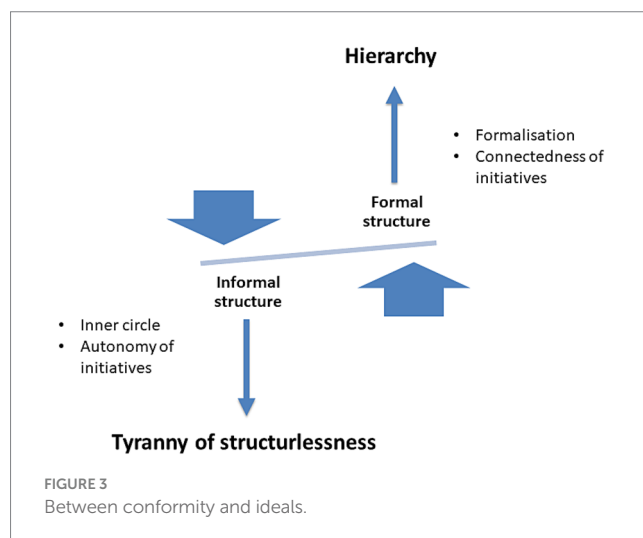 Hierarchy
• Formalisation
• Connectedness of
initiatives
Formal
structure
Informal
structure
• Inner circle
• Autonomy of
initiatives
Tyranny of structurlessness
FIGURE 3
Between conformity and ideals.